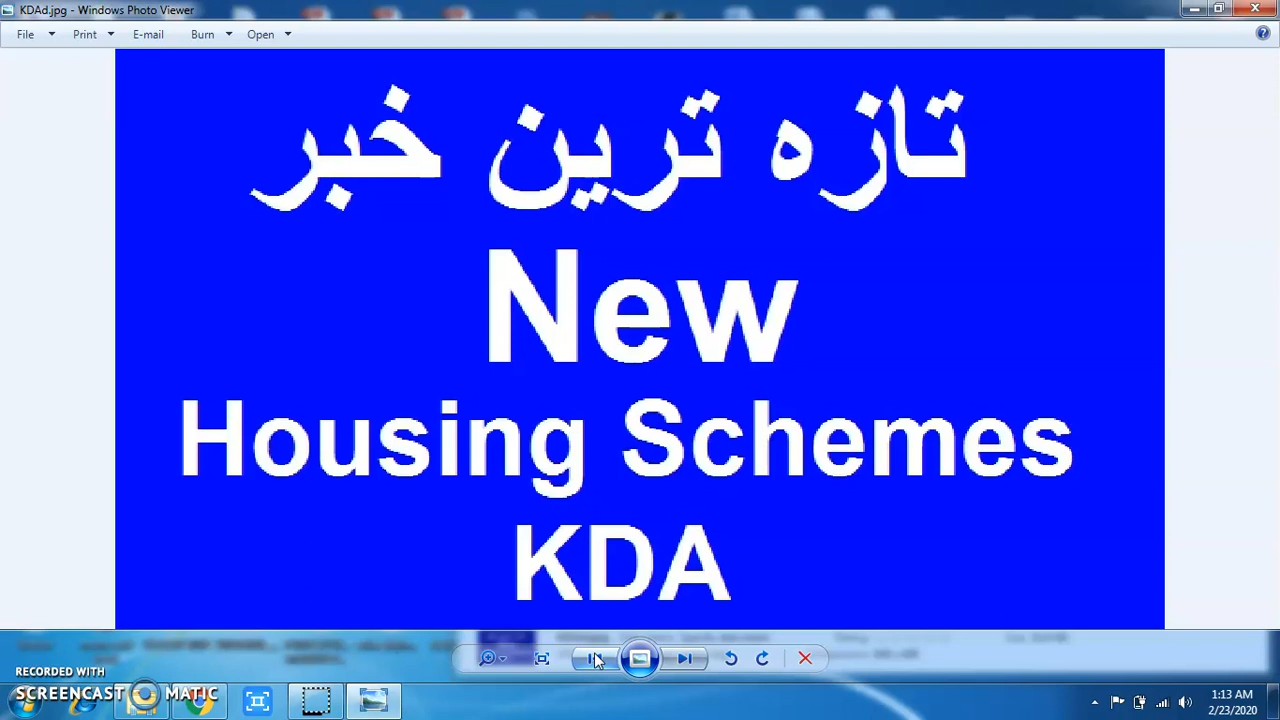 KDAd.jpg - Windows Photo Viewer
File Print E-mail Burn Open
تازه ترین خبر
New
Housing Schemes
KDA
RECORDED WITH
SCREENCAST MATIC
1:13 AM
2/23/2020